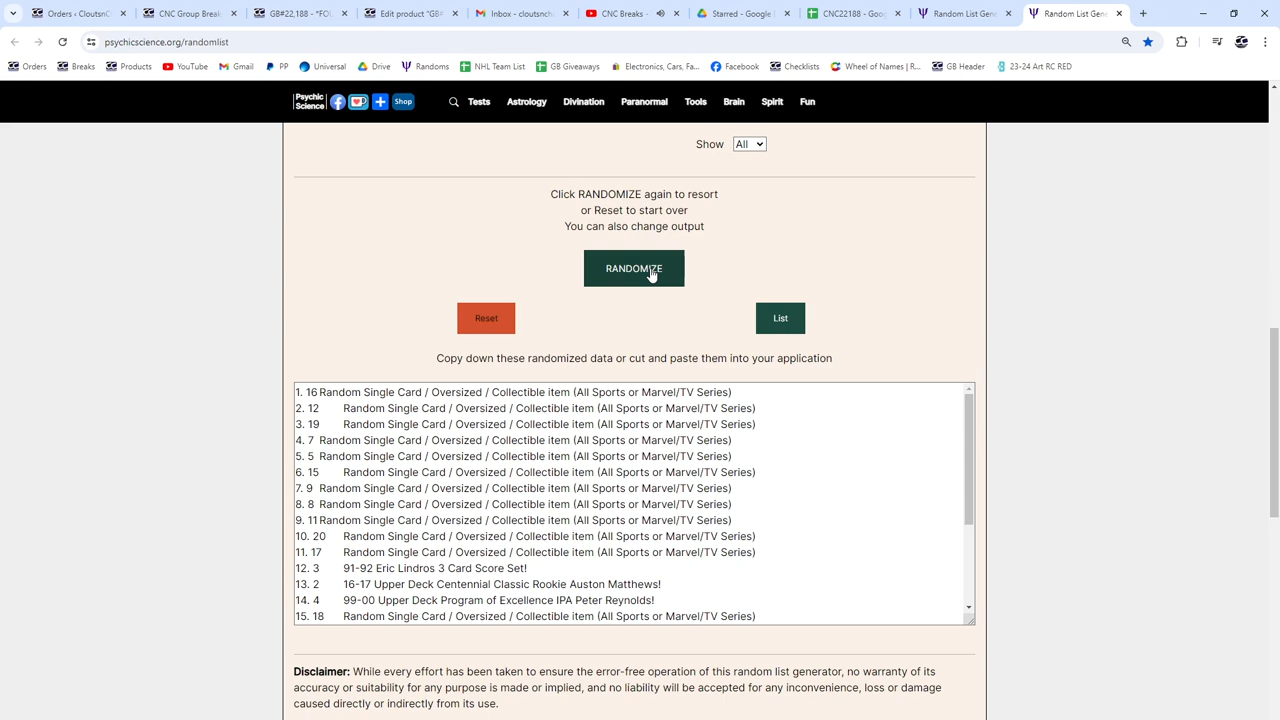 Orders ‹ CloutsnC
CNC Group Break
GB#22,188 - *FOL
Edit product "GB#
Inbox - cloutsnch
CNC Breaks -
Starred - Google
CNC22188 - Goog
Random List Gene
Random List Gene
psychicscience.org/randomlist
Orders
Breaks
Products
YouTube
Gmail
PP
Universal
Drive
Randoms
NHL Team List
GB Giveaways
Electronics, Cars, Fa...
Facebook
Checklists
Wheel of Names | R...
GB Header
23-24 Art RC RED
Psychic
Science
Shop
Tests
Astrology
Divination
Paranormal
Tools
Brain
Spirit
Fun
Show All
Click RANDOMIZE again to resort
or Reset to start over
You can also change output
RANDOMIZE
Reset
List
Copy down these randomized data or cut and paste them into your application
1. 16 Random Single Card / Oversized / Collectible item (All Sports or Marvel/TV Series)
2. 12 Random Single Card / Oversized / Collectible item (All Sports or Marvel/TV Series)
3. 19 Random Single Card / Oversized / Collectible item (All Sports or Marvel/TV Series)
4. 7 Random Single Card / Oversized / Collectible item (All Sports or Marvel/TV Series)
5. 5 Random Single Card / Oversized / Collectible item (All Sports or Marvel/TV Series)
6. 15 Random Single Card / Oversized / Collectible item (All Sports or Marvel/TV Series)
7. 9 Random Single Card / Oversized / Collectible item (All Sports or Marvel/TV Series)
8. 8 Random Single Card / Oversized / Collectible item (All Sports or Marvel/TV Series)
9. 11 Random Single Card / Oversized / Collectible item (All Sports or Marvel/TV Series)
10. 20 Random Single Card / Oversized / Collectible item (All Sports or Marvel/TV Series)
11. 17 Random Single Card / Oversized / Collectible item (All Sports or Marvel/TV Series)
12. 3 91-92 Eric Lindros 3 Card Score Set!
13. 2 16-17 Upper Deck Centennial Classic Rookie Auston Matthews!
14. 4 99-00 Upper Deck Program of Excellence IPA Peter Reynolds!
15. 18 Random Single Card / Oversized / Collectible item (All Sports or Marvel/TV Series)
Disclaimer: While every effort has been taken to ensure the error-free operation of this random list generator, no warranty of its
accuracy or suitability for any purpose is made or implied, and no liability will be accepted for any inconvenience, loss or damage
caused directly or indirectly from its use.